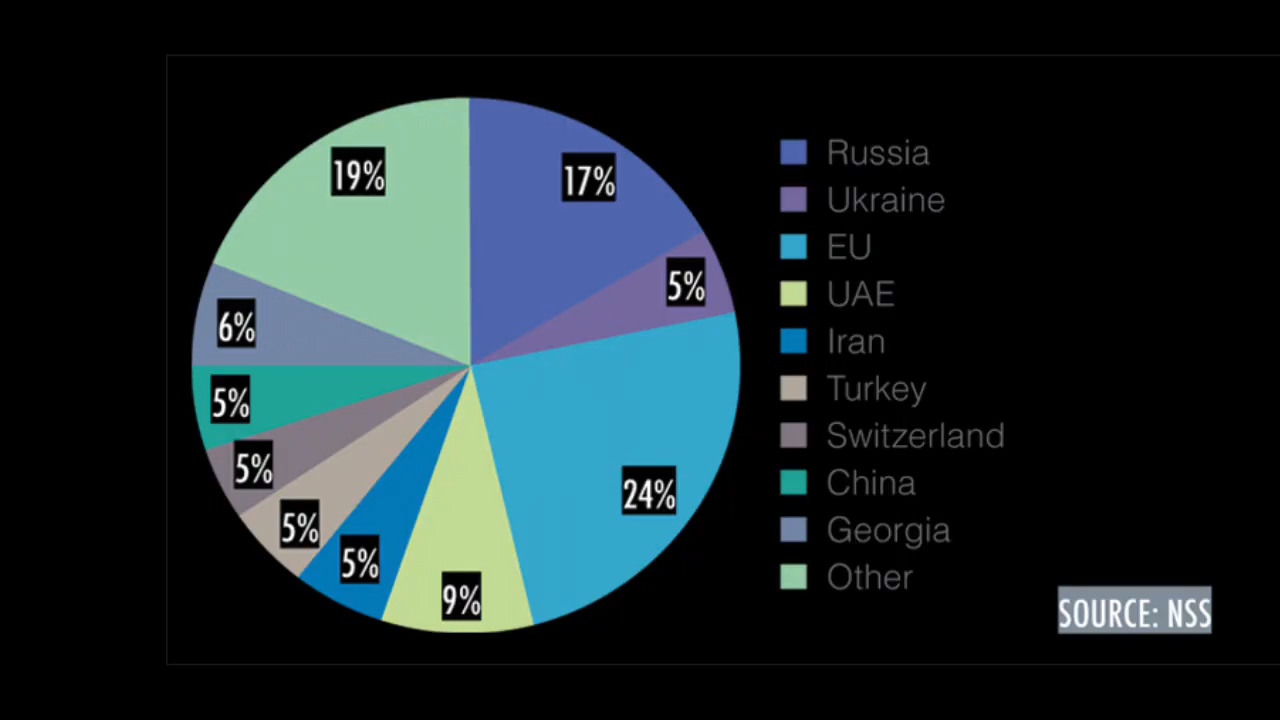 19%
17%
5%
6%
5%
5%
5%
5%
9%
24%
Russia
Ukraine
EU
UAE
Iran
Turkey
Switzerland
China
Georgia
Other
SOURCE: NSS